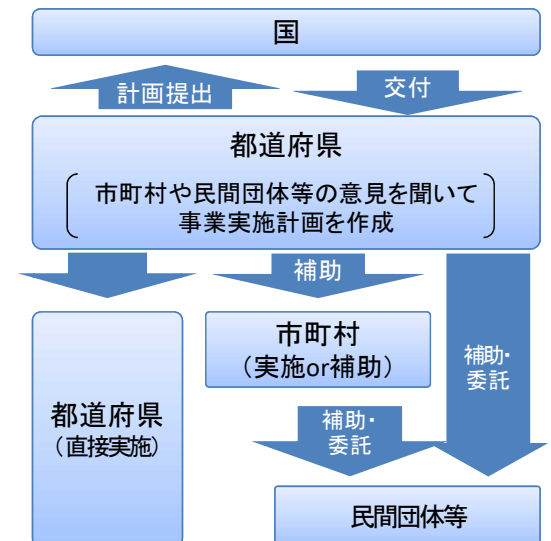 国
計画提出
交付
都道府県
市町村や民間団体等の意見を聞いて
事業実施計画を作成
補助
市町村
（実施or補助）
補助・
委託
都道府県
（直接実施）
補助・
委託
民間団体等